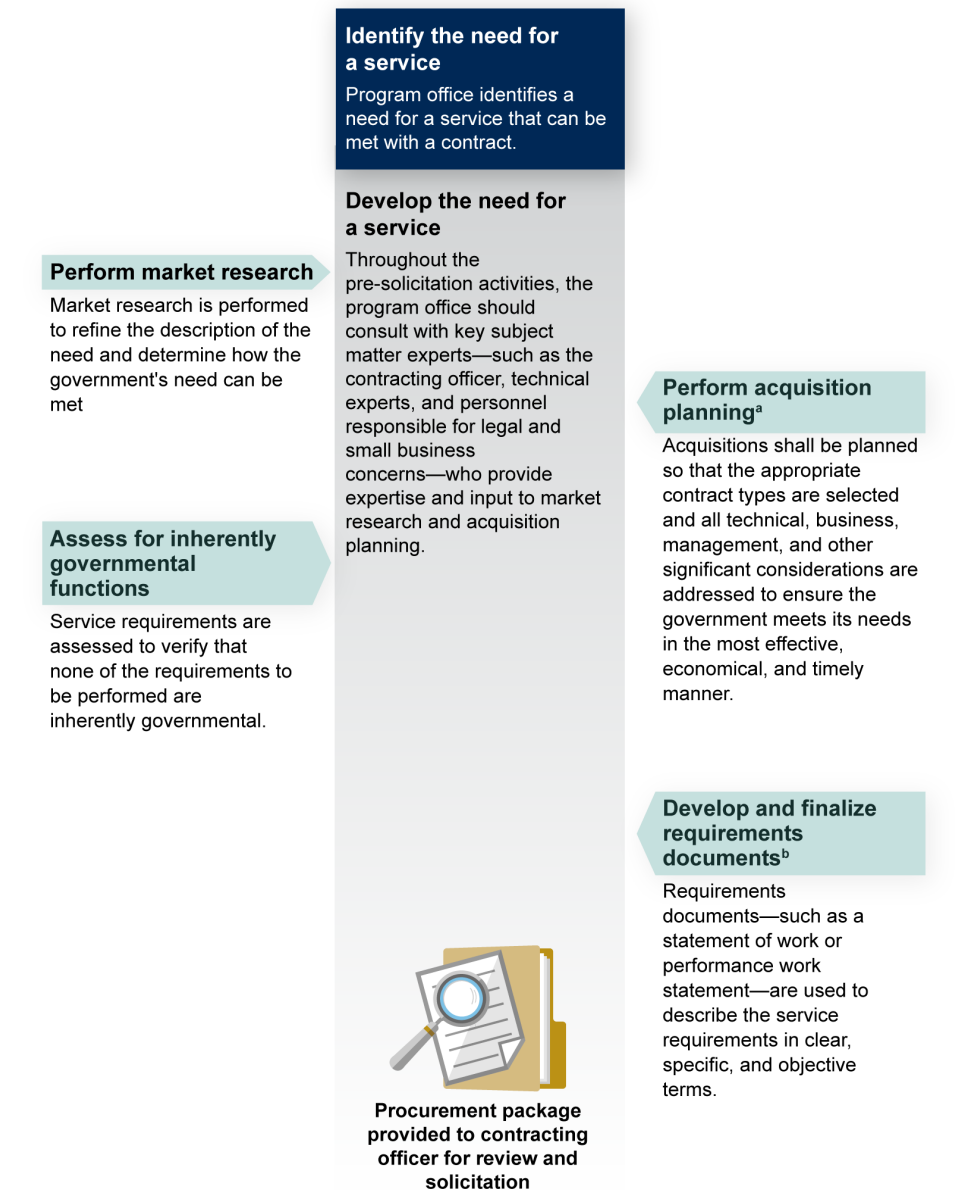 Identify the need for
a service
Program office identifies a
need for a service that can be
met with a contract.
Develop the need for
a service
Throughout the
pre-solicitation activities, the
program office should
consult with key subject
matter experts—such as the
contracting officer, technical
experts, and personnel
responsible for legal and
small business
concerns—who provide
expertise and input to market
research and acquisition
planning.
Perform market research
Market research is performed
to refine the description of the
need and determine how the
government's need can be
met
Perform acquisition
planningᵃ
Acquisitions shall be planned
so that the appropriate
contract types are selected
and all technical, business,
management, and other
significant considerations are
addressed to ensure the
government meets its needs
in the most effective,
economical, and timely
manner.
Assess for inherently
governmental
functions
Service requirements are
assessed to verify that
none of the requirements to
be performed are
inherently governmental.
Develop and finalize
requirements
documentsᵇ
Requirements
documents—such as a
statement of work or
performance work
statement—are used to
describe the service
requirements in clear,
specific, and objective
terms.
Procurement package
provided to contracting
officer for review and
solicitation